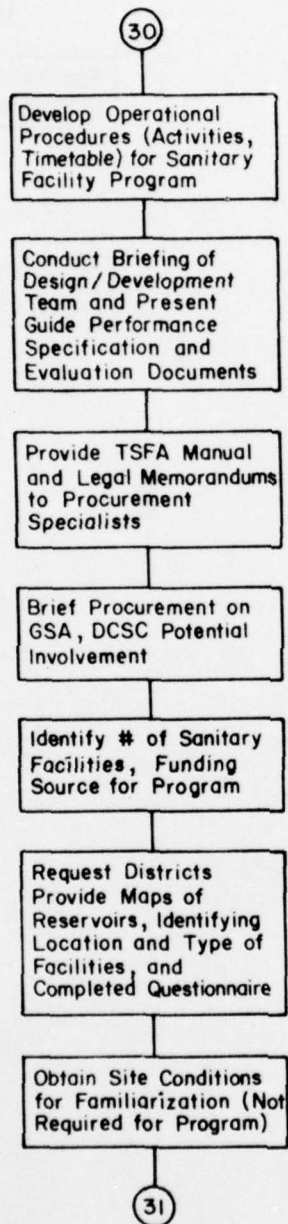 30
Develop Operational
Procedures (Activities,
Timetable) for Sanitary
Facility Program
Conduct Briefing of
Design/Development
Team and Present
Guide Performance
Specification and
Evaluation Documents
Provide TSFA Manual
and Legal Memorandums
to Procurement
Specialists
Brief Procurement on
GSA, DCSC Potential
Involvement
Identify # of Sanitary
Facilities, Funding
Source for Program
Request Districts
Provide Maps of
Reservoirs, Identifying
Location and Type of
Facilities, and
Completed Questionnaire
Obtain Site Conditions
for Familiarization (Not
Required for Program)
31